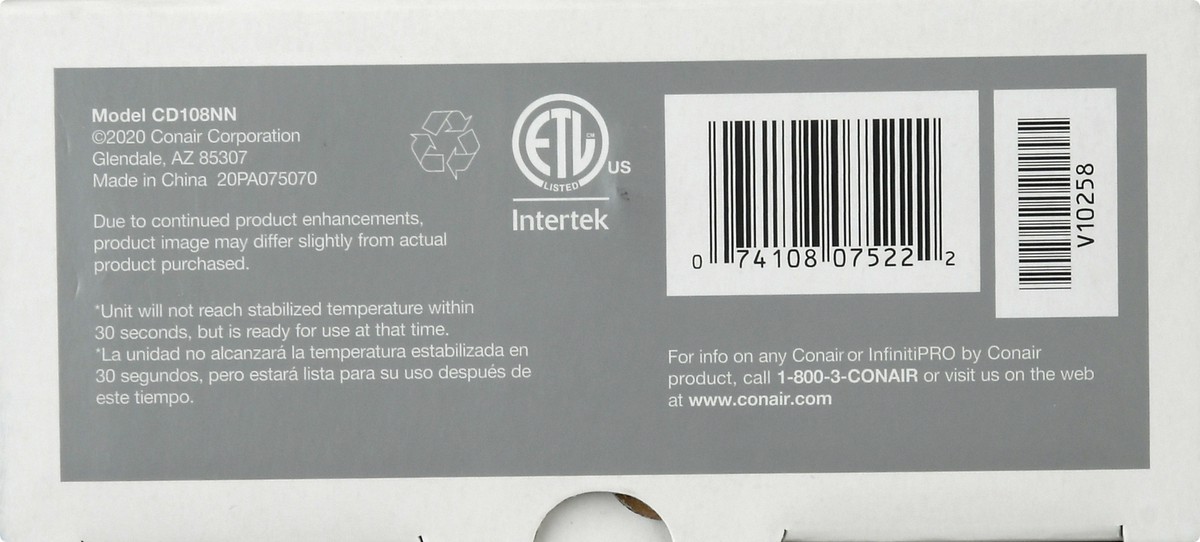 Model CD108NN
©2020 Conair Corporation
Glendale, AZ 85307
Made in China 20PA075070
Due to continued product enhancements,
product image may differ slightly from actual
product purchased.
*Unit will not reach stabilized temperature within
30 seconds, but is ready for use at that time.
*La unidad no alcanzará la temperatura estabilizada en
30 segundos, pero estará lista para su uso después de
este tiempo.
ETL
CM
LISTED
US
Intertek
0 74108 07522 2
V10258
For info on any Conair or InfinitiPRO by Conair
product, call 1-800-3-CONAIR or visit us on the web
at www.conair.com